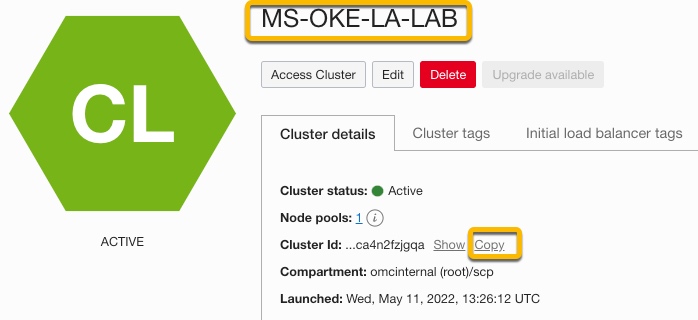 MS-OKE-LA-LAB
CL
ACTIVE
Access Cluster Edit Delete Upgrade available
Cluster details Cluster tags Initial load balancer tags
Cluster status: Active
Node pools: 1 i
Cluster Id: ...ca4n2fzjgqa Show Copy
Compartment: omcinternal (root)/scp
Launched: Wed, May 11, 2022, 13:26:12 UTC